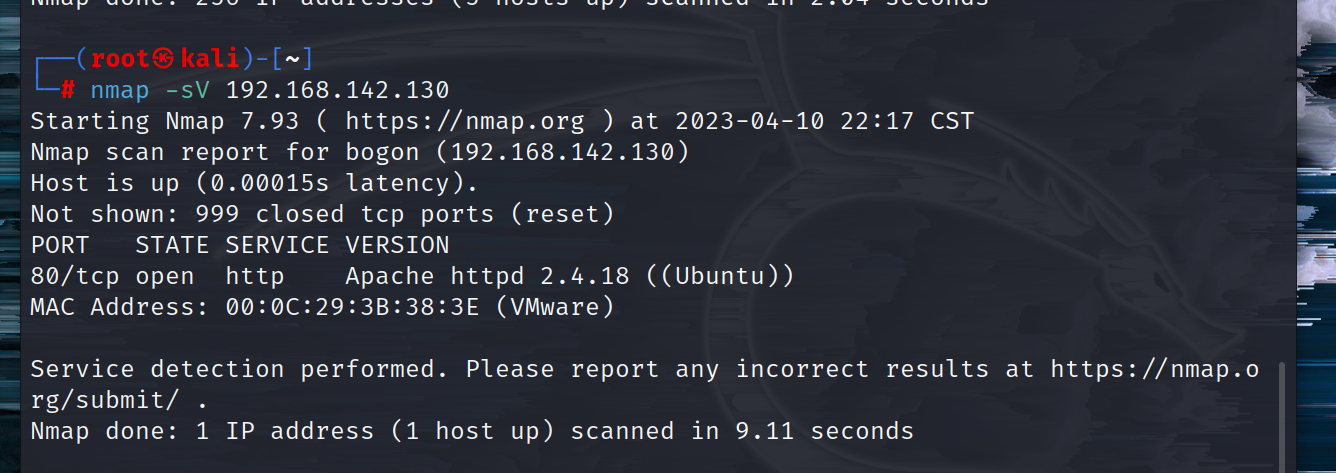 Nmap done: 256 IP addresses (5 hosts up) scanned in 2.04 seconds
┌──(root㉿kali)-[~]
└─# nmap -sV 192.168.142.130
Starting Nmap 7.93 ( https://nmap.org ) at 2023-04-10 22:17 CST
Nmap scan report for bogon (192.168.142.130)
Host is up (0.00015s latency).
Not shown: 999 closed tcp ports (reset)
PORT   STATE SERVICE VERSION
80/tcp open  http    Apache httpd 2.4.18 ((Ubuntu))
MAC Address: 00:0C:29:3B:38:3E (VMware)
Service detection performed. Please report any incorrect results at https://nmap.o
rg/submit/ .
Nmap done: 1 IP address (1 host up) scanned in 9.11 seconds